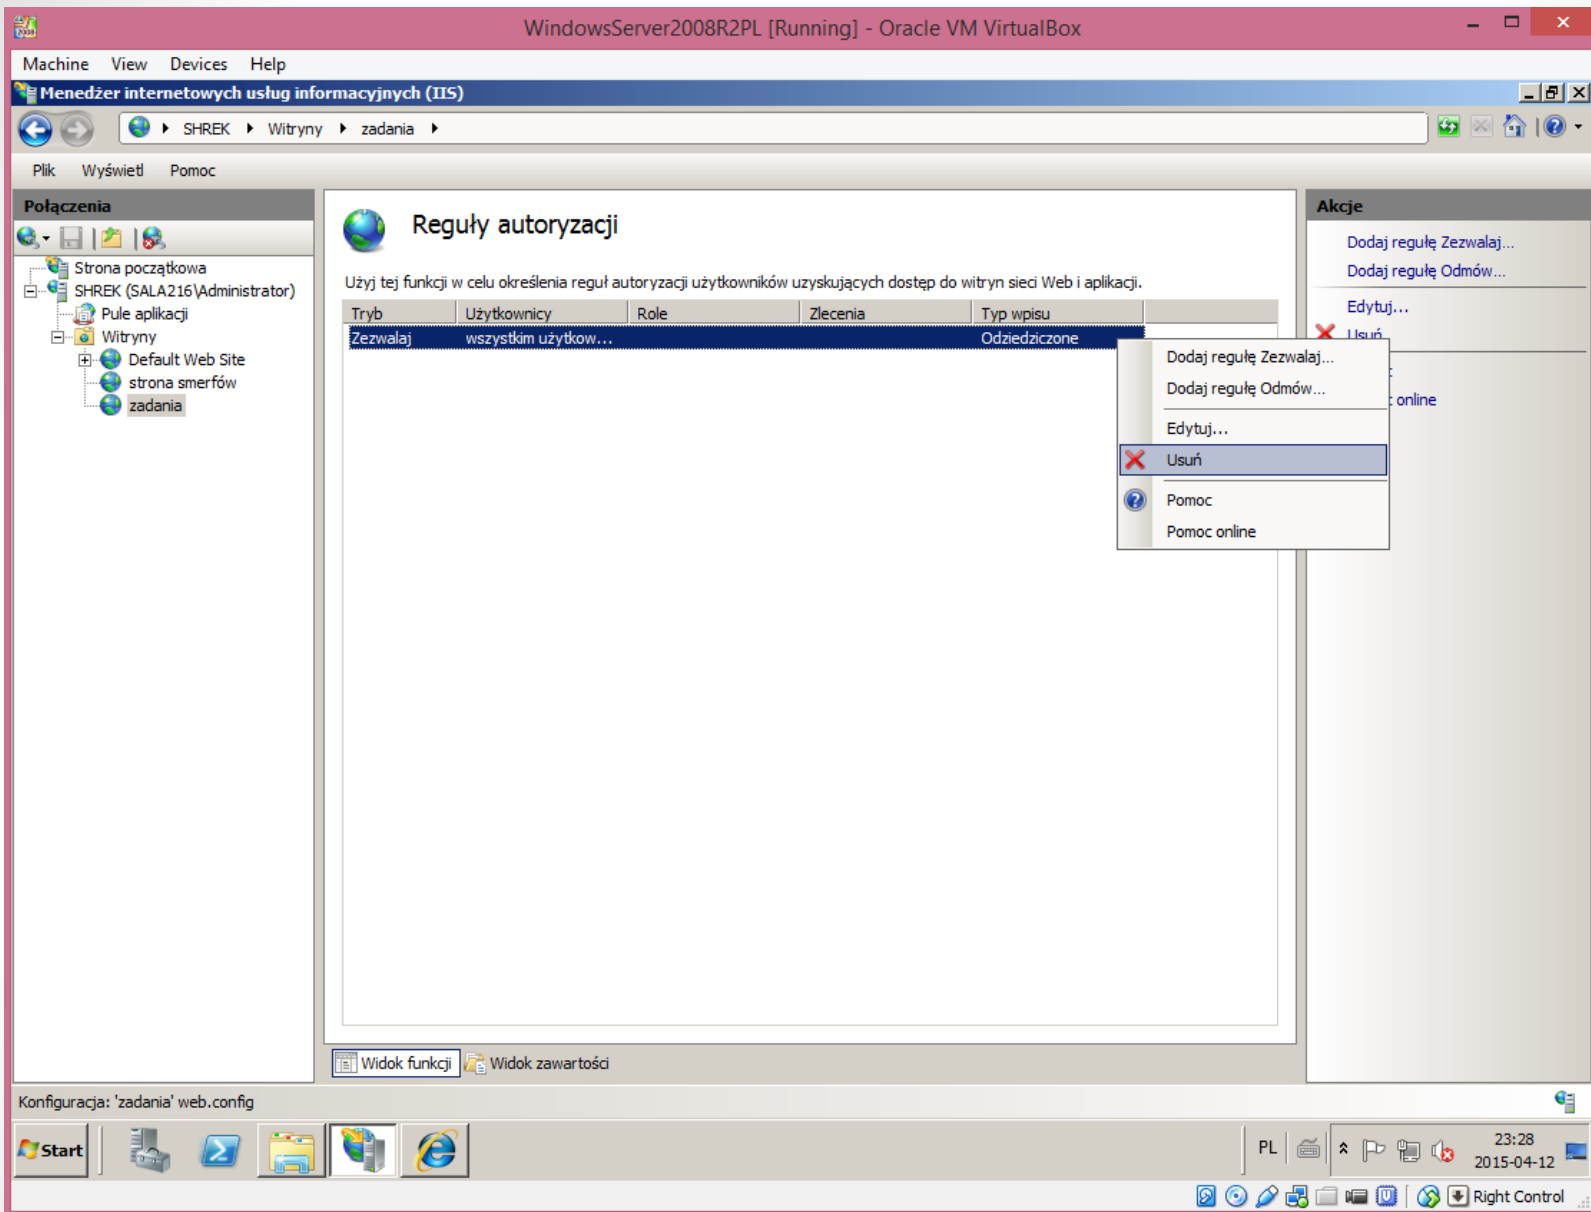 WindowsServer2008R2PL [Running] - Oracle VM VirtualBox
Machine View Devices Help
Menedżer internetowych usług informacyjnych (IIS)
SHREK Witryny zadania
Plik Wyświetl Pomoc
Połączenia
Strona początkowa
SHREK (SALA216\Administrator)
Pule aplikacji
Witryny
Default Web Site
strona smerfów
zadania
Reguły autoryzacji
Użyj tej funkcji w celu określenia reguł autoryzacji użytkowników uzyskujących dostęp do witryn sieci Web i aplikacji.
Tryb Użytkownicy Role Zlecenia Typ wpisu
Zezwalaj wszystkim użytkow... Odziedziczone
Dodaj regułę Zezwalaj...
Dodaj regułę Odmów...
Edytuj...
Usuń
Pomoc
Pomoc online
Akcje
Dodaj regułę Zezwalaj...
Dodaj regułę Odmów...
Edytuj...
Usuń
online
Widok funkcji Widok zawartości
Konfiguracja: 'zadania' web.config
Start
PL
23:28
2015-04-12
Right Control